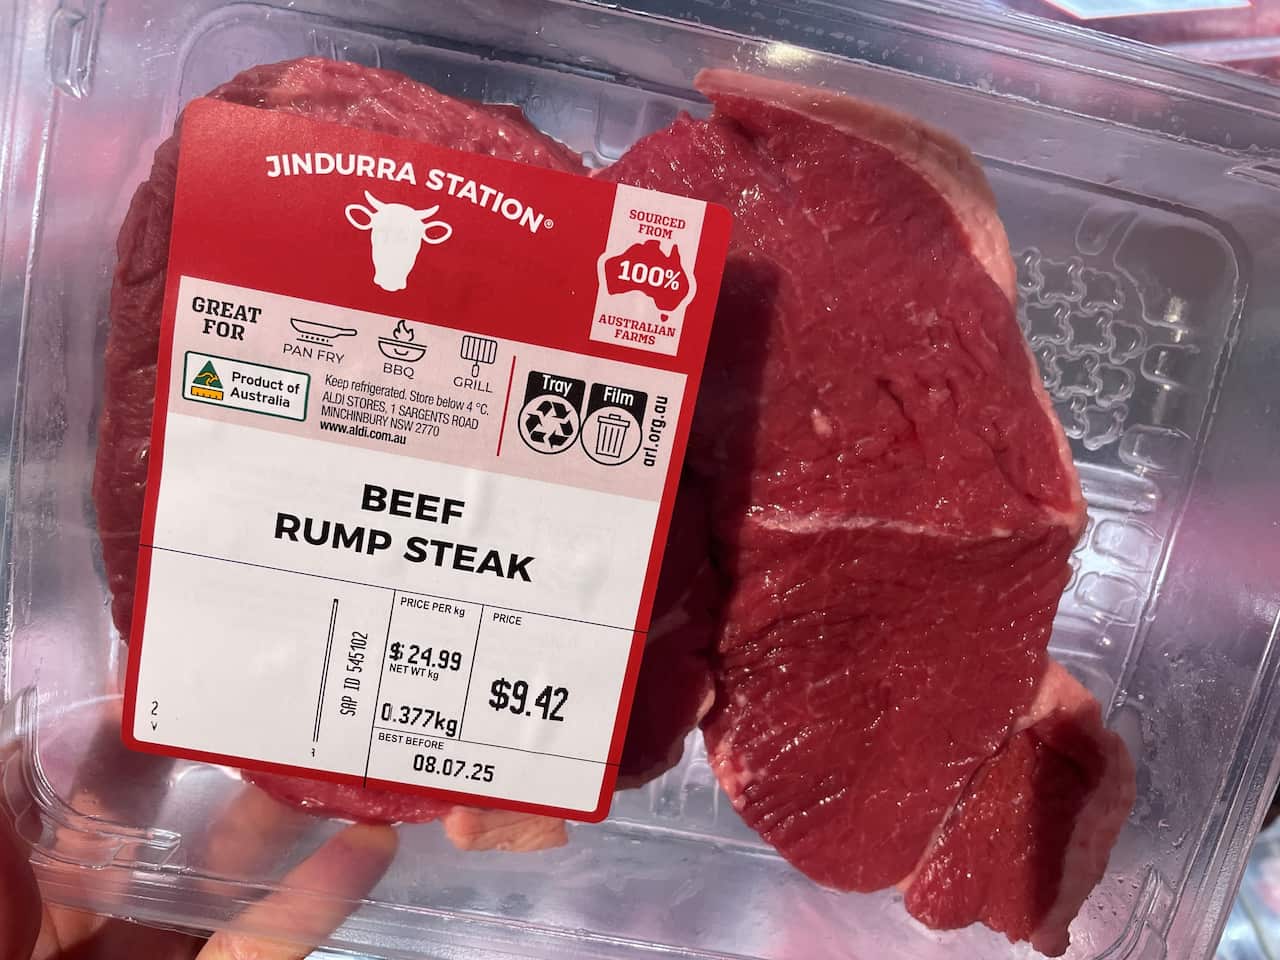 JINDURRA STATION®
SOURCED
FROM
100%
AUSTRALIAN
FARMS
GREAT
FOR
PAN FRY
BBQ
GRILL
Product of
Australia
Keep refrigerated. Store below 4 °C.
ALDI STORES, 1 SARGENTS ROAD
MINCHINBURY NSW 2770
www.aldi.com.au
Tray
Film
arl.org.au
BEEF
RUMP STEAK
SAP ID 545102
PRICE PER kg
$24.99
NET WT kg
0.377kg
PRICE
$9.42
BEST BEFORE
08.07.25
2